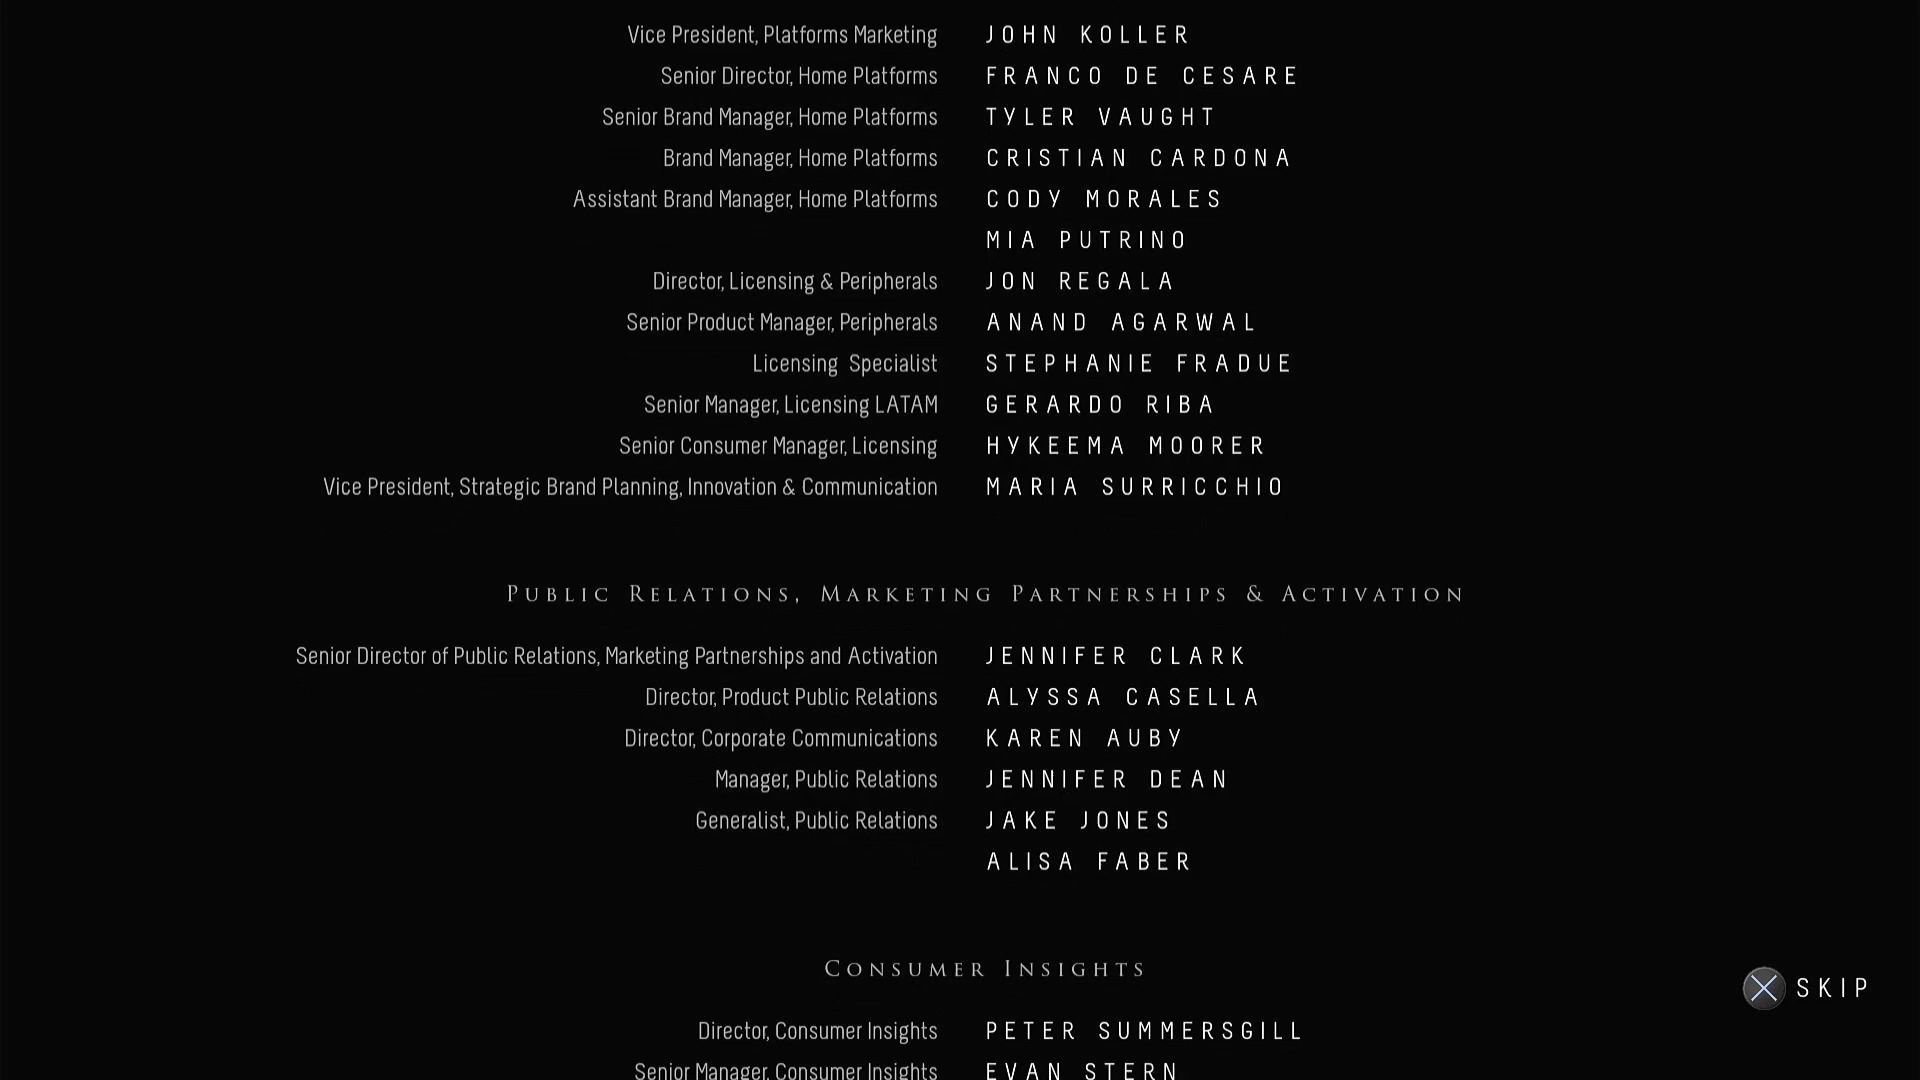 Vice President, Platforms Marketing JOHN KOLLER
Senior Director, Home Platforms FRANCO DE CESARE
Senior Brand Manager, Home Platforms TYLER VAUGHT
Brand Manager, Home Platforms CRISTIAN CARDONA
Assistant Brand Manager, Home Platforms CODY MORALES
MIA PUTRINO
Director, Licensing & Peripherals JON REGALA
Senior Product Manager, Peripherals ANAND AGARWAL
Licensing Specialist STEPHANIE FRADUE
Senior Manager, Licensing LATAM GERARDO RIBA
Senior Consumer Manager, Licensing HYKEEMA MOORER
Vice President, Strategic Brand Planning, Innovation & Communication MARIA SURRICCHIO
Public Relations, Marketing Partnerships & Activation
Senior Director of Public Relations, Marketing Partnerships and Activation JENNIFER CLARK
Director, Product Public Relations ALYSSA CASELLA
Director, Corporate Communications KAREN AUBY
Manager, Public Relations JENNIFER DEAN
Generalist, Public Relations JAKE JONES
ALISA FABER
Consumer Insights
SKIP
Director, Consumer Insights PETER SUMMERSGILL
Senior Manager, Consumer Insights EVAN STERN